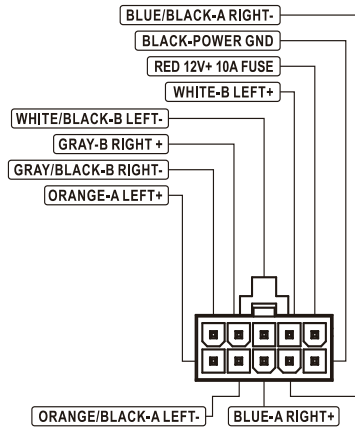 BLUE/BLACK-A RIGHT-
BLACK-POWER GND
RED 12V+ 10A FUSE
WHITE-B LEFT+
WHITE/BLACK-B LEFT-
GRAY-B RIGHT +
GRAY/BLACK-B RIGHT-
ORANGE-A LEFT+
ORANGE/BLACK-A LEFT-
BLUE-A RIGHT+